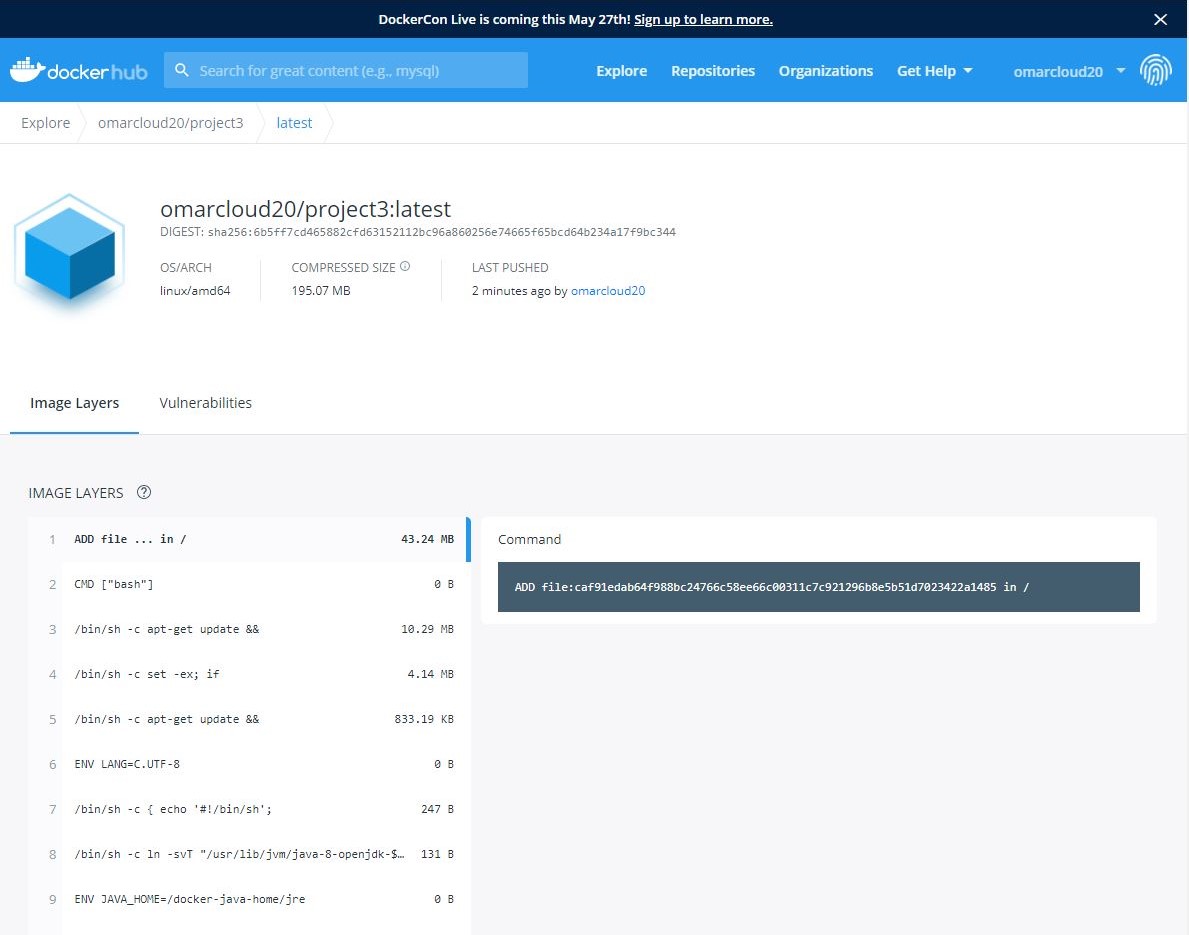 DockerCon Live is coming this May 27th! Sign up to learn more.
dockerhub
Search for great content (e.g., mysql)
Explore Repositories Organizations Get Help omarcloud20
Explore omarcloud20/project3 latest
omarcloud20/project3:latest
DIGEST: sha256:6b5ff7cd465882cfd63152112bc96a860256e74665f65bcd64b234a17f9bc344
OS/ARCH COMPRESSED SIZE LAST PUSHED
linux/amd64 195.07 MB 2 minutes ago by omarcloud20
Image Layers Vulnerabilities
IMAGE LAYERS
1 ADD file ... in / 43.24 MB
2 CMD ["bash"] 0 B
3 /bin/sh -c apt-get update && 10.29 MB
4 /bin/sh -c set -ex; if 4.14 MB
5 /bin/sh -c apt-get update && 833.19 KB
6 ENV LANG=C.UTF-8 0 B
7 /bin/sh -c { echo '#!/bin/sh'; 247 B
8 /bin/sh -c ln -svT "/usr/lib/jvm/java-8-openjdk-$… 131 B
9 ENV JAVA_HOME=/docker-java-home/jre 0 B
Command
ADD file:caf91edab64f988bc24766c58ee66c00311c7c921296b8e5b51d7023422a1485 in /